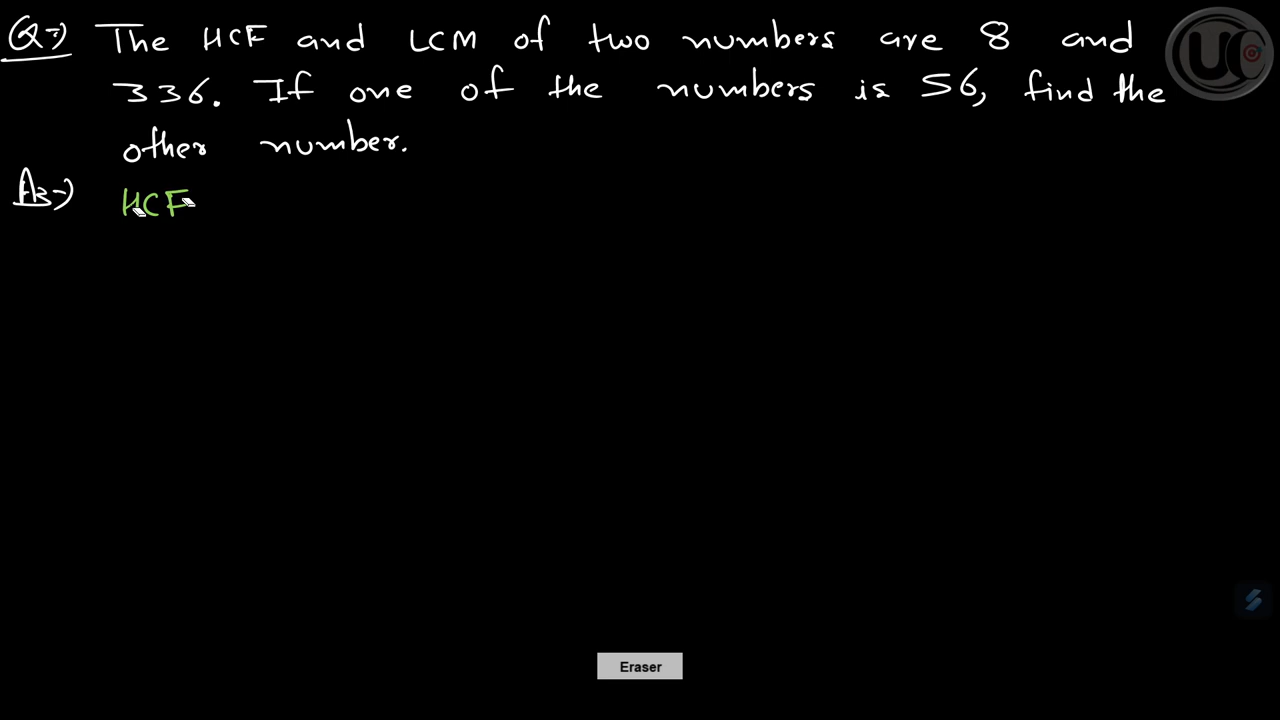 Q:-) The HCF and LCM of two numbers are 8 and
336. If one of the numbers is 56, find the
other number.
HCF
UC
Eraser